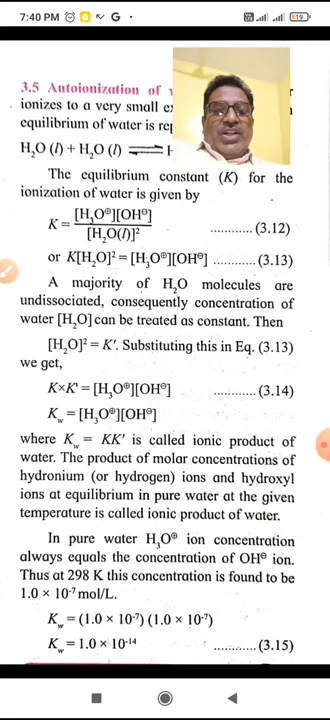 7:40 PM G
19
3.5 Autoionization of
ionizes to a very small
equilibrium of water is
H₂O (l) + H₂O (l) ⇌
The equilibrium constant (K) for the
ionization of water is given by
K = [H₃O⊕][OH⊖] / [H₂O(l)]² ............ (3.12)
or K[H₂O]² = [H₃O⊕][OH⊖] ............ (3.13)
A majority of H₂O molecules are
undissociated, consequently concentration of
water [H₂O] can be treated as constant. Then
[H₂O]² = K'. Substituting this in Eq. (3.13)
we get,
K×K' = [H₃O⊕][OH⊖] ............ (3.14)
K_w = [H₃O⊕][OH⊖]
where K_w = KK' is called ionic product of
water. The product of molar concentrations of
hydronium (or hydrogen) ions and hydroxyl
ions at equilibrium in pure water at the given
temperature is called ionic product of water.
In pure water H₃O⊕ ion concentration
always equals the concentration of OH⊖ ion.
Thus at 298 K this concentration is found to be
1.0 × 10⁻⁷ mol/L.
K_w = (1.0 × 10⁻⁷) (1.0 × 10⁻⁷)
K_w = 1.0 × 10⁻¹⁴ ............ (3.15)